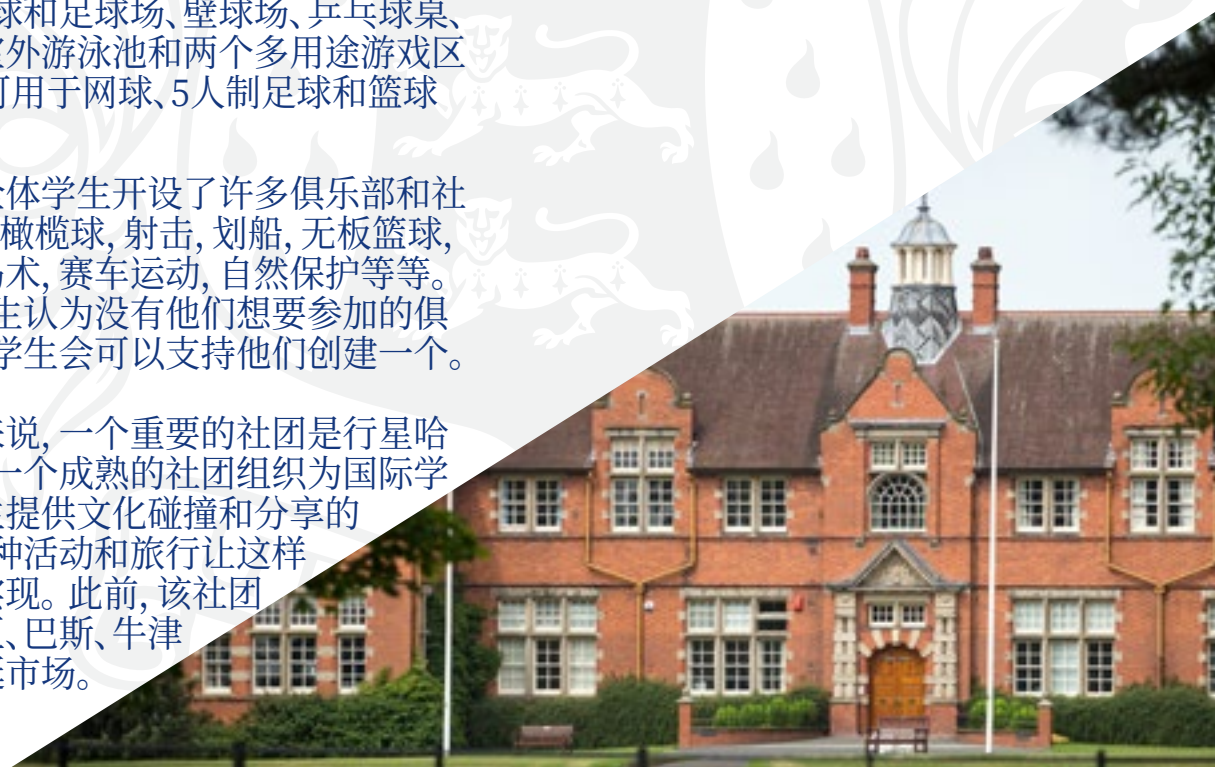 球和足球场、壁球场、乒乓球桌、
外游泳池和两个多用途游戏区
可用于网球、5人制足球和篮球
体学生开设了许多俱乐部和社
橄榄球, 射击, 划船, 无板篮球,
术, 赛车运动, 自然保护等等。
生认为没有他们想要参加的俱
学生会可以支持他们创建一个。
来说, 一个重要的社团是行星哈
一个成熟的社团组织为国际学
提供文化碰撞和分享的
种活动和旅行让这样
现。此前, 该社团
、巴斯、牛津
市场。